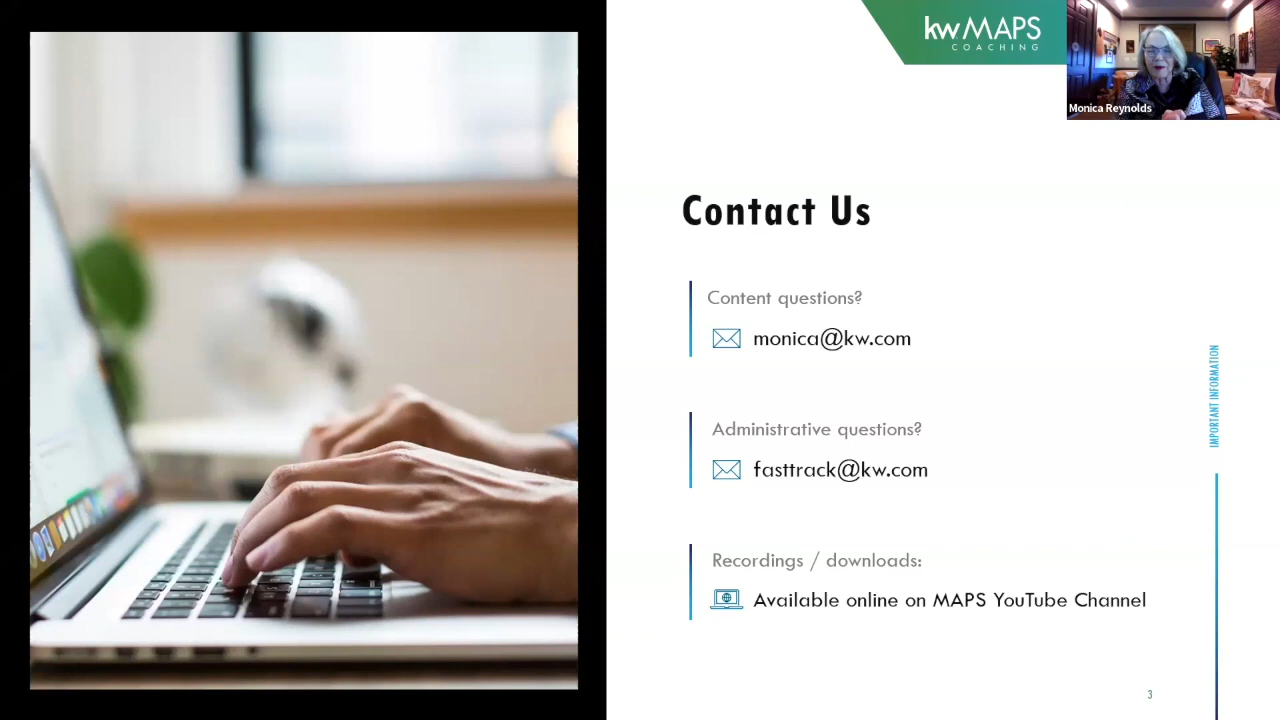 kw MAPS
COACHING
Monica Reynolds
Contact Us
Content questions?
monica@kw.com
Administrative questions?
fasttrack@kw.com
Recordings / downloads:
Available online on MAPS YouTube Channel
IMPORTANT INFORMATION
3